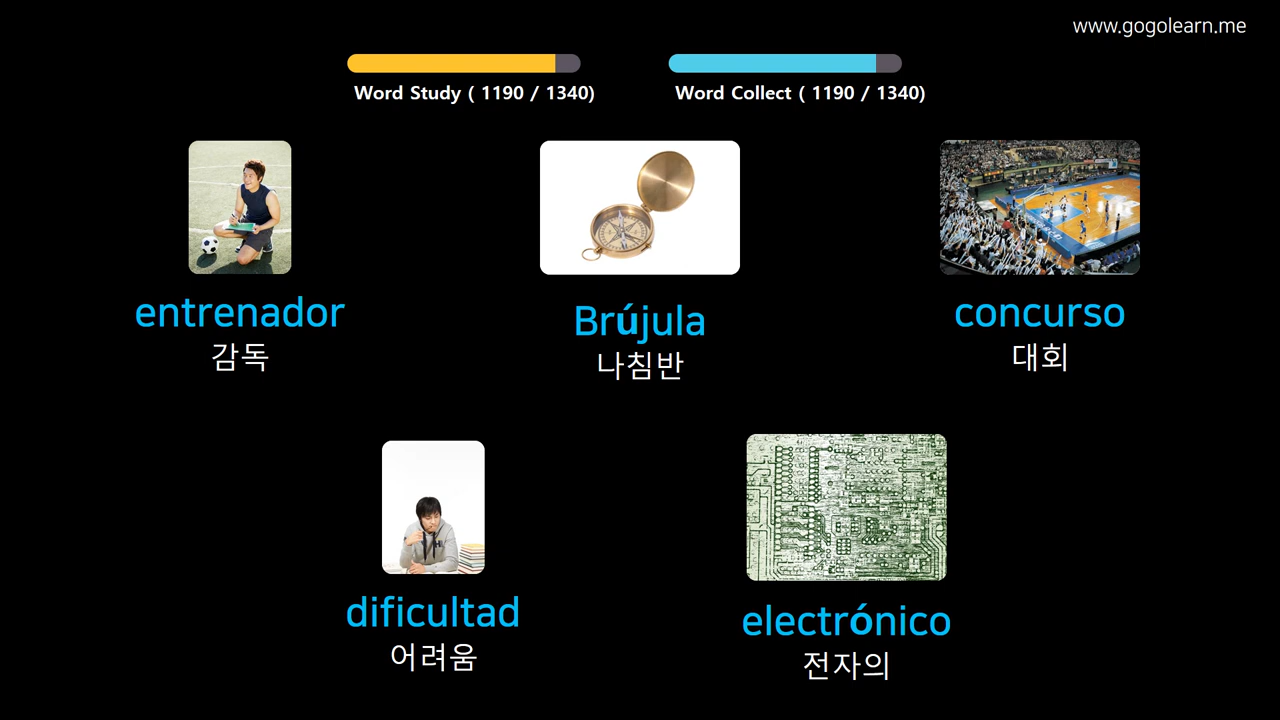 www.gogolearn.me
Word Study ( 1190 / 1340)
Word Collect ( 1190 / 1340)
entrenador
감독
Brújula
나침반
concurso
대회
dificultad
어려움
electrónico
전자의